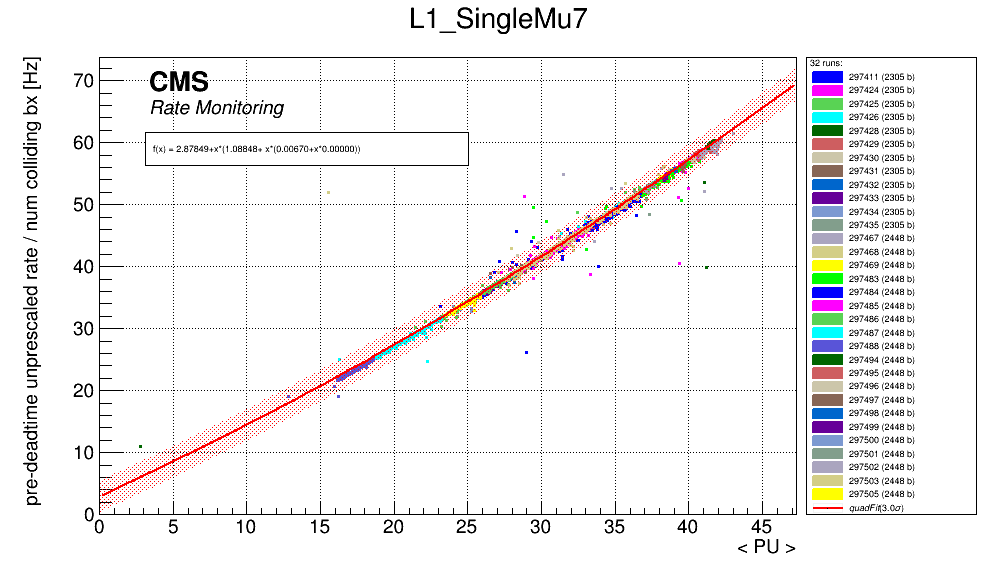 L1_SingleMu7
pre-deadtime unprescaled rate / num colliding bx [Hz]
CMS
Rate Monitoring
f(x) = 2.87849+x*(1.08848+ x*(0.00670+x*0.00000))
70
60
50
40
30
20
10
0
0 5 10 15 20 25 30 35 40 45
< PU >
32 runs:
297411 (2305 b)
297424 (2305 b)
297425 (2305 b)
297426 (2305 b)
297428 (2305 b)
297429 (2305 b)
297430 (2305 b)
297431 (2305 b)
297432 (2305 b)
297433 (2305 b)
297434 (2305 b)
297435 (2305 b)
297467 (2448 b)
297468 (2448 b)
297469 (2448 b)
297483 (2448 b)
297484 (2448 b)
297485 (2448 b)
297486 (2448 b)
297487 (2448 b)
297488 (2448 b)
297494 (2448 b)
297495 (2448 b)
297496 (2448 b)
297497 (2448 b)
297498 (2448 b)
297499 (2448 b)
297500 (2448 b)
297501 (2448 b)
297502 (2448 b)
297503 (2448 b)
297505 (2448 b)
quadFit(3.0σ)